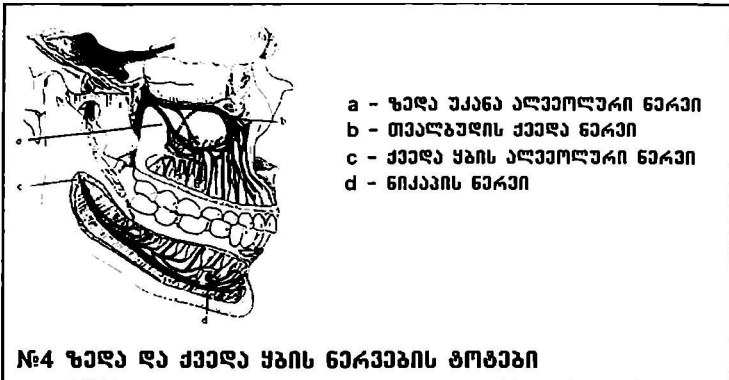 a - ზედა უკანა ალვეოლური ნერვი
b - თვალბუდის ქვედა ნერვი
c - ქვედა ყბის ალვეოლური ნერვი
d - ნიკაპის ნერვი
a
b
c
d
№4 ზედა და ქვედა ყბის ნერვების ტოტები